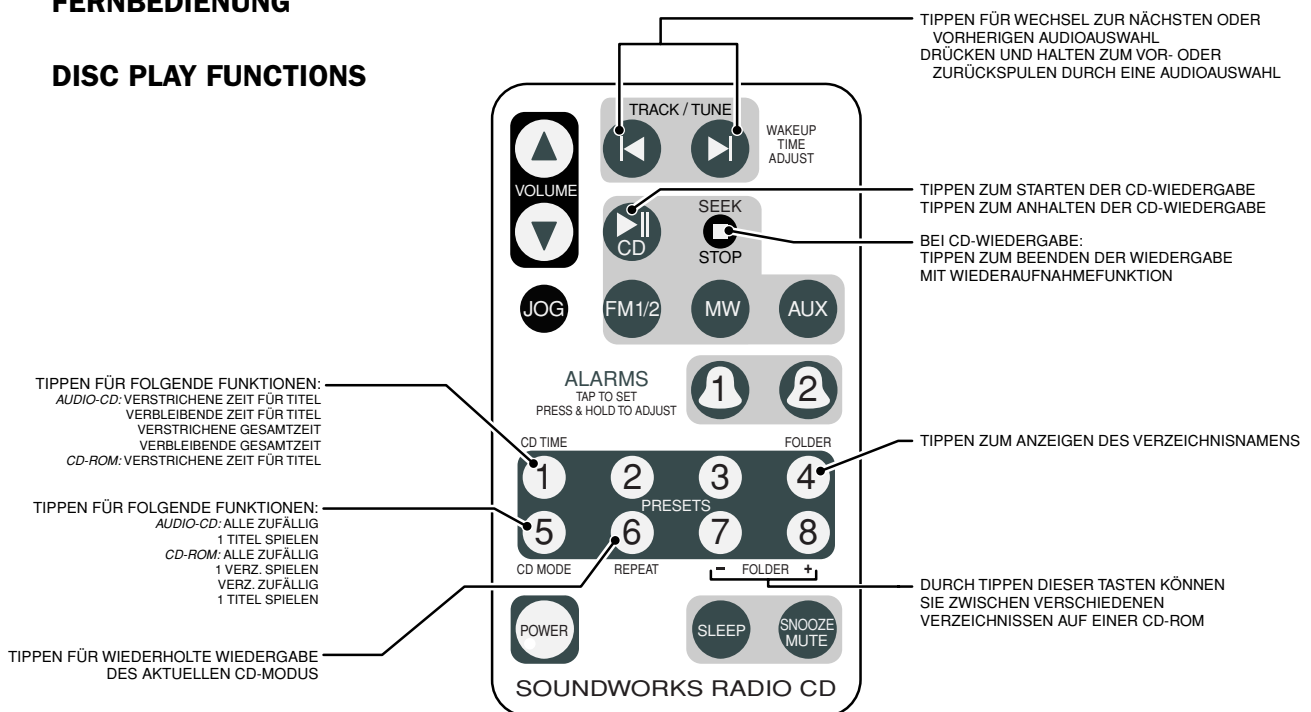 FERNBEDIENUNG
DISC PLAY FUNCTIONS
TIPPEN FÜR WECHSEL ZUR NÄCHSTEN ODER
VORHERIGEN AUDIOAUSWAHL
DRÜCKEN UND HALTEN ZUM VOR- ODER
ZURÜCKSPULEN DURCH EINE AUDIOAUSWAHL
TRACK / TUNE
WAKEUP
TIME
ADJUST
VOLUME
TIPPEN ZUM STARTEN DER CD-WIEDERGABE
TIPPEN ZUM ANHALTEN DER CD-WIEDERGABE
CD
SEEK
STOP
BEI CD-WIEDERGABE:
TIPPEN ZUM BEENDEN DER WIEDERGABE
MIT WIEDERAUFNAHMEFUNKTION
JOG
FM1/2
MW
AUX
ALARMS
TAP TO SET
PRESS & HOLD TO ADJUST
1
2
TIPPEN FÜR FOLGENDE FUNKTIONEN:
AUDIO-CD: VERSTRICHENE ZEIT FÜR TITEL
VERBLEIBENDE ZEIT FÜR TITEL
VERSTRICHENE GESAMTZEIT
VERBLEIBENDE GESAMTZEIT
CD-ROM: VERSTRICHENE ZEIT FÜR TITEL
CD TIME
FOLDER
TIPPEN ZUM ANZEIGEN DES VERZEICHNISNAMENS
1 2 3 4
PRESETS
5 6 7 8
CD MODE
REPEAT
– FOLDER +
TIPPEN FÜR FOLGENDE FUNKTIONEN:
AUDIO-CD: ALLE ZUFÄLLIG
1 TITEL SPIELEN
CD-ROM: ALLE ZUFÄLLIG
1 VERZ. SPIELEN
VERZ. ZUFÄLLIG
1 TITEL SPIELEN
DURCH TIPPEN DIESER TASTEN KÖNNEN
SIE ZWISCHEN VERSCHIEDENEN
VERZEICHNISSEN AUF EINER CD-ROM
POWER
SLEEP
SNOOZE
MUTE
TIPPEN FÜR WIEDERHOLTE WIEDERGABE
DES AKTUELLEN CD-MODUS
SOUNDWORKS RADIO CD